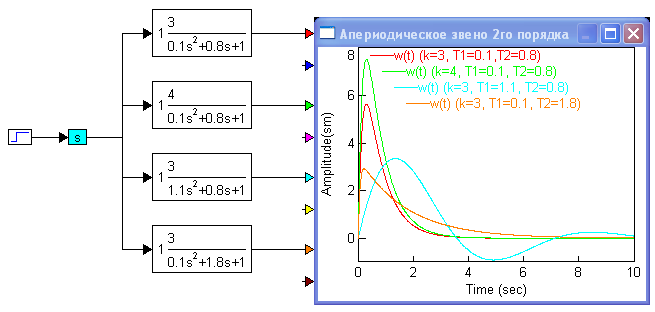 Апериодическое звено 2го порядка
s
1 3
0.1s²+0.8s+1
1 4
0.1s²+0.8s+1
1 3
1.1s²+0.8s+1
1 3
0.1s²+1.8s+1
w(t) (k=3, T1=0.1,T2=0.8)
w(t) (k=4, T1=0.1, T2=0.8)
w(t) (k=3, T1=1.1, T2=0.8)
w(t) (k=3, T1=0.1, T2=1.8)
Amplitude(sm)
8
6
4
2
0
0 2 4 6 8 10
Time (sec)